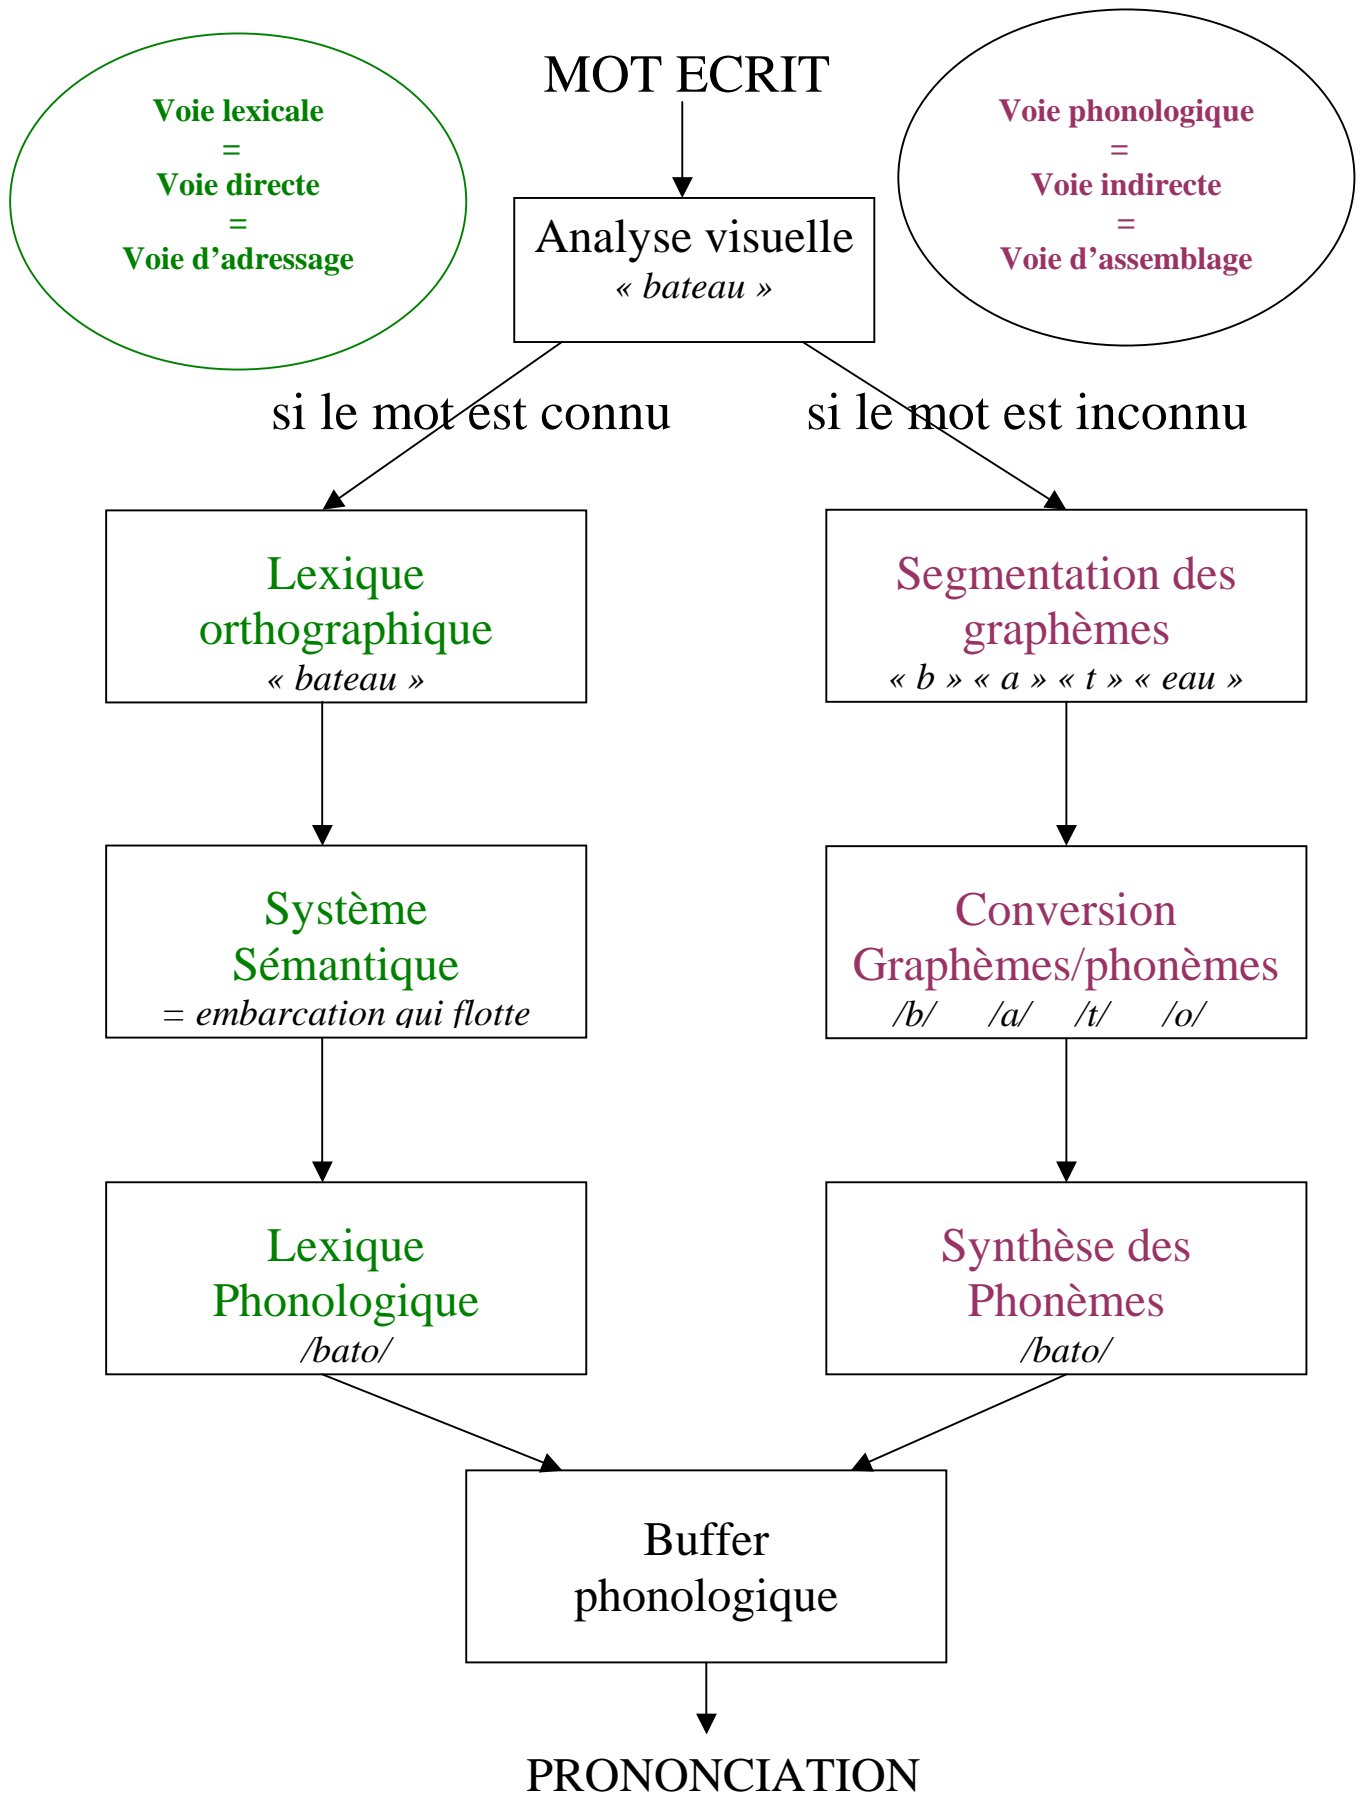 MOT ECRIT
Voie lexicale
=
Voie directe
=
Voie d’adressage
Voie phonologique
=
Voie indirecte
=
Voie d’assemblage
Analyse visuelle
« bateau »
si le mot est connu
si le mot est inconnu
Lexique
orthographique
« bateau »
Segmentation des
graphèmes
« b » « a » « t » « eau »
Système
Sémantique
= embarcation qui flotte
Conversion
Graphèmes/phonèmes
/b/ /a/ /t/ /o/
Lexique
Phonologique
/bato/
Synthèse des
Phonèmes
/bato/
Buffer
phonologique
PRONONCIATION